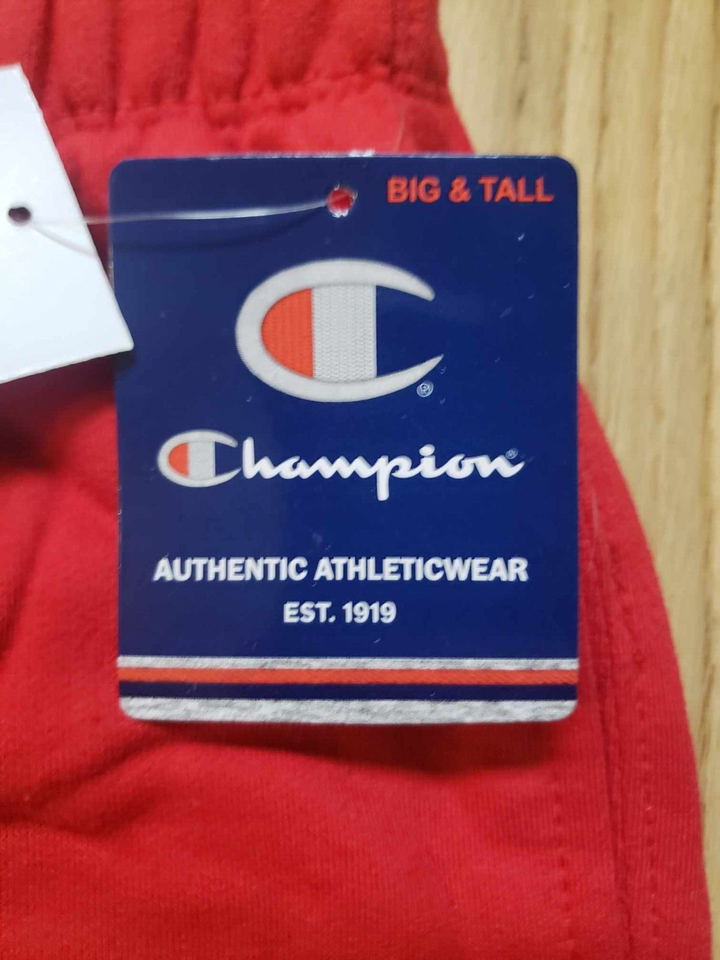 BIG & TALL
Champion®
AUTHENTIC ATHLETICWEAR
EST. 1919